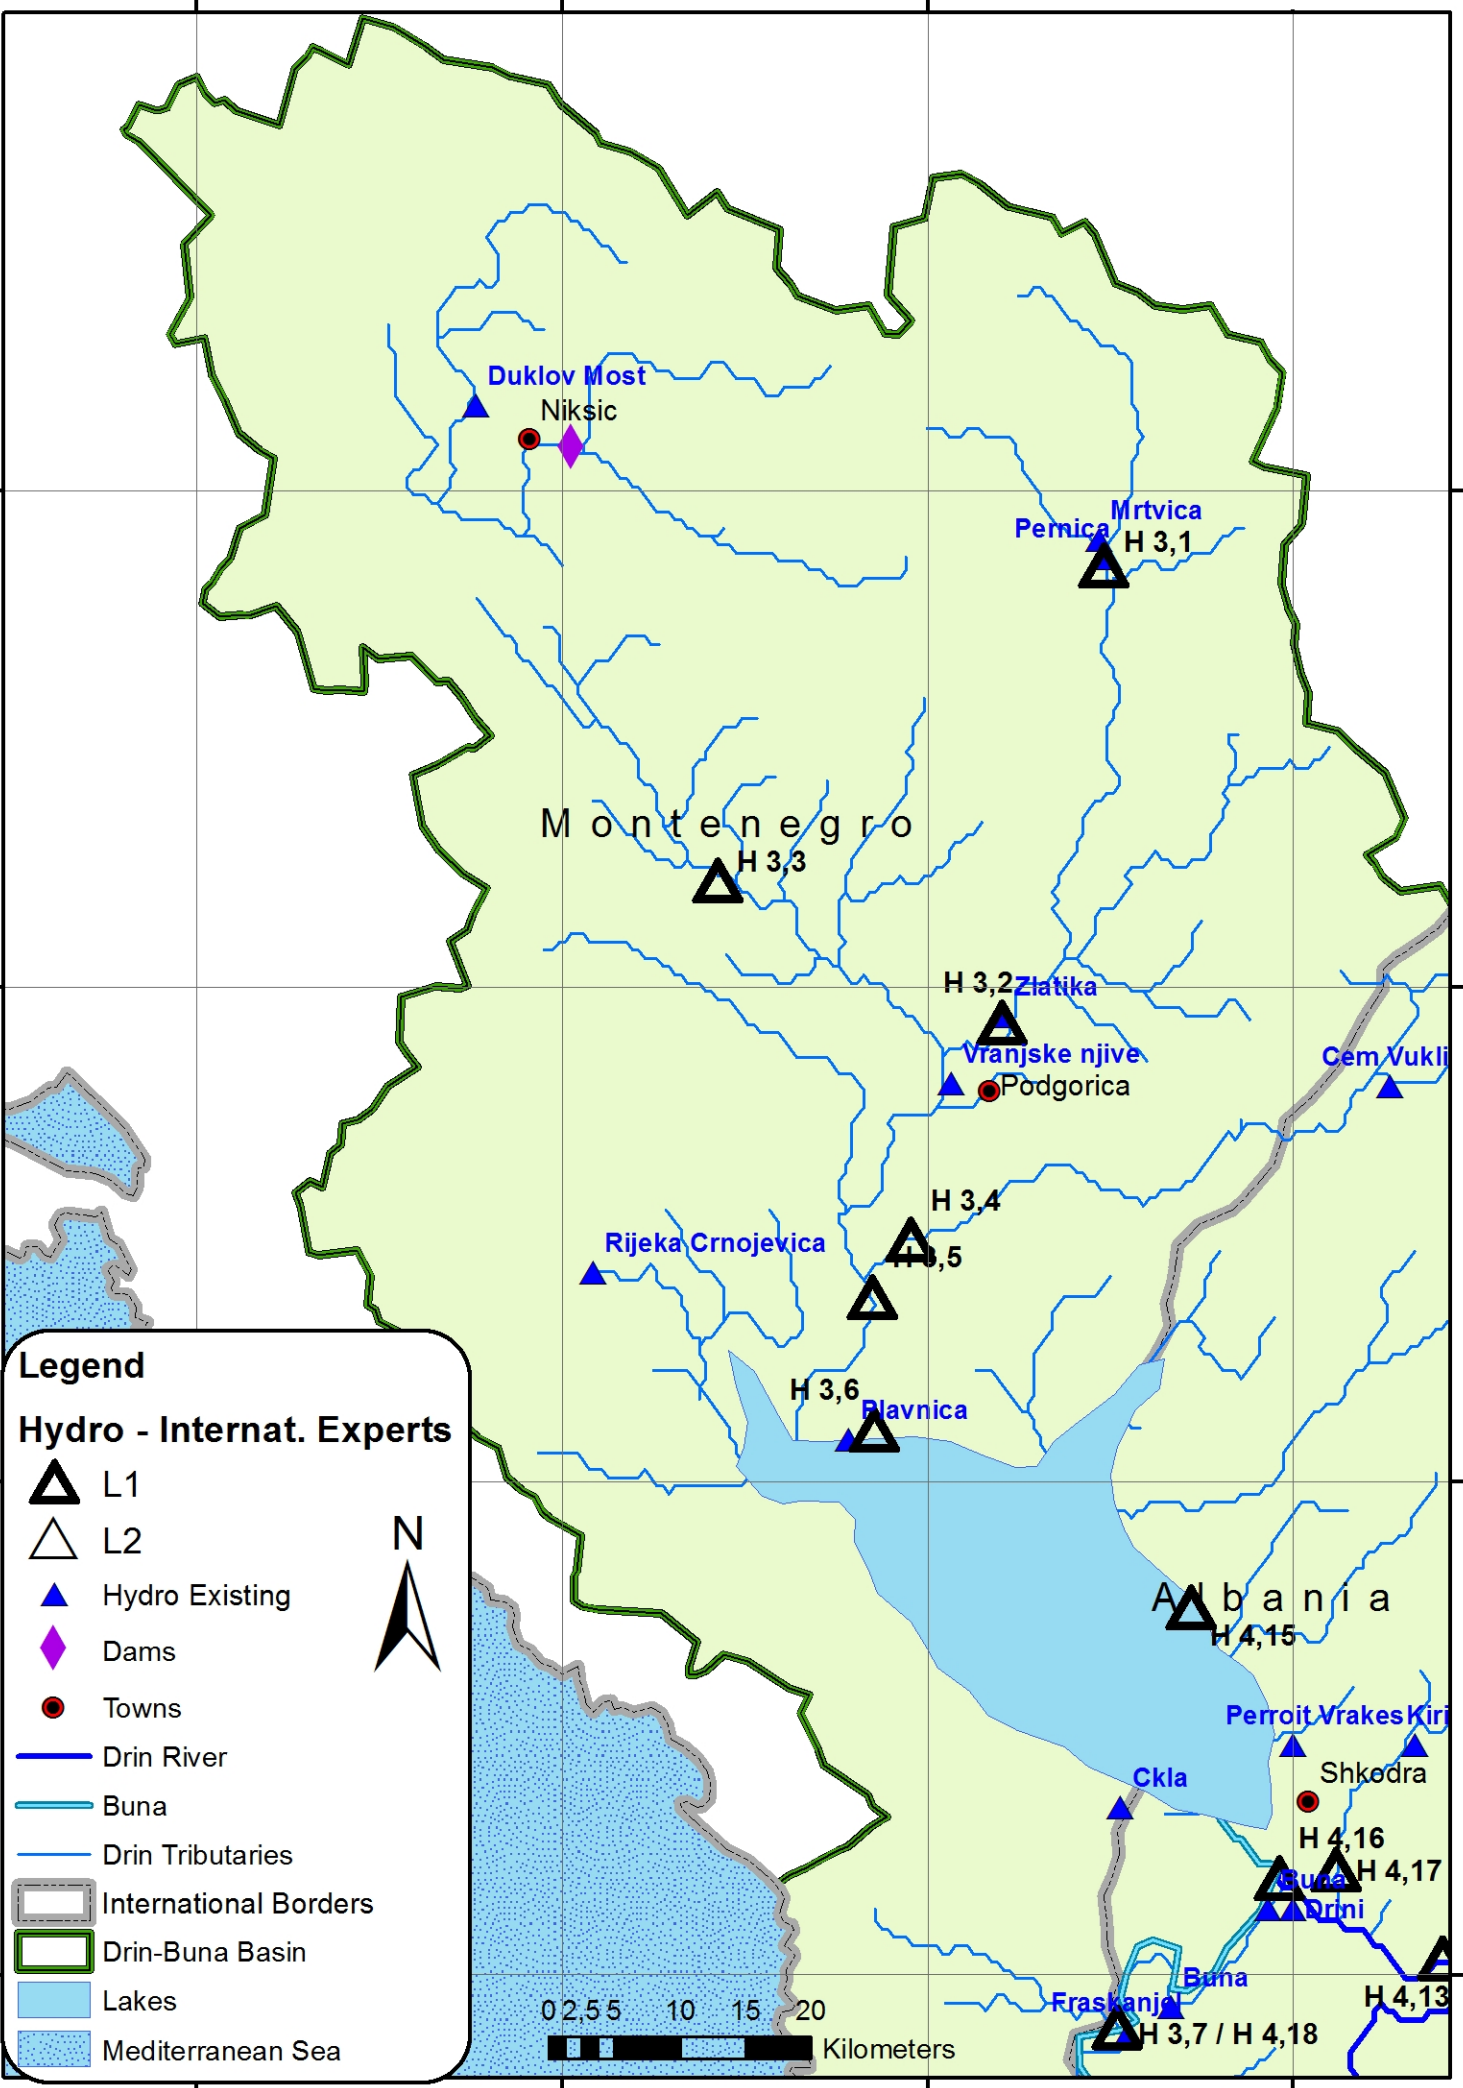 Duklov Most
Niksic
Mrtvica
Pernica
H 3,1
Montenegro
H 3,3
H 3,2
Zlatika
Vranjske njive
Cem Vukli
Podgorica
H 3,4
Rijeka Crnojevica
H 3,5
H 3,6
Plavnica
Albania
H 4,15
Perroit Vrakes
Kiri
Shkodra
Ckla
H 4,16
H 4,17
Buna
Drini
Buna
H 4,13
Fraskanjel
H 3,7 / H 4,18
Legend
Hydro - Internat. Experts
L1
L2
N
Hydro Existing
Dams
Towns
Drin River
Buna
Drin Tributaries
International Borders
Drin-Buna Basin
Lakes
Mediterranean Sea
0 2,5 5 10 15 20
Kilometers